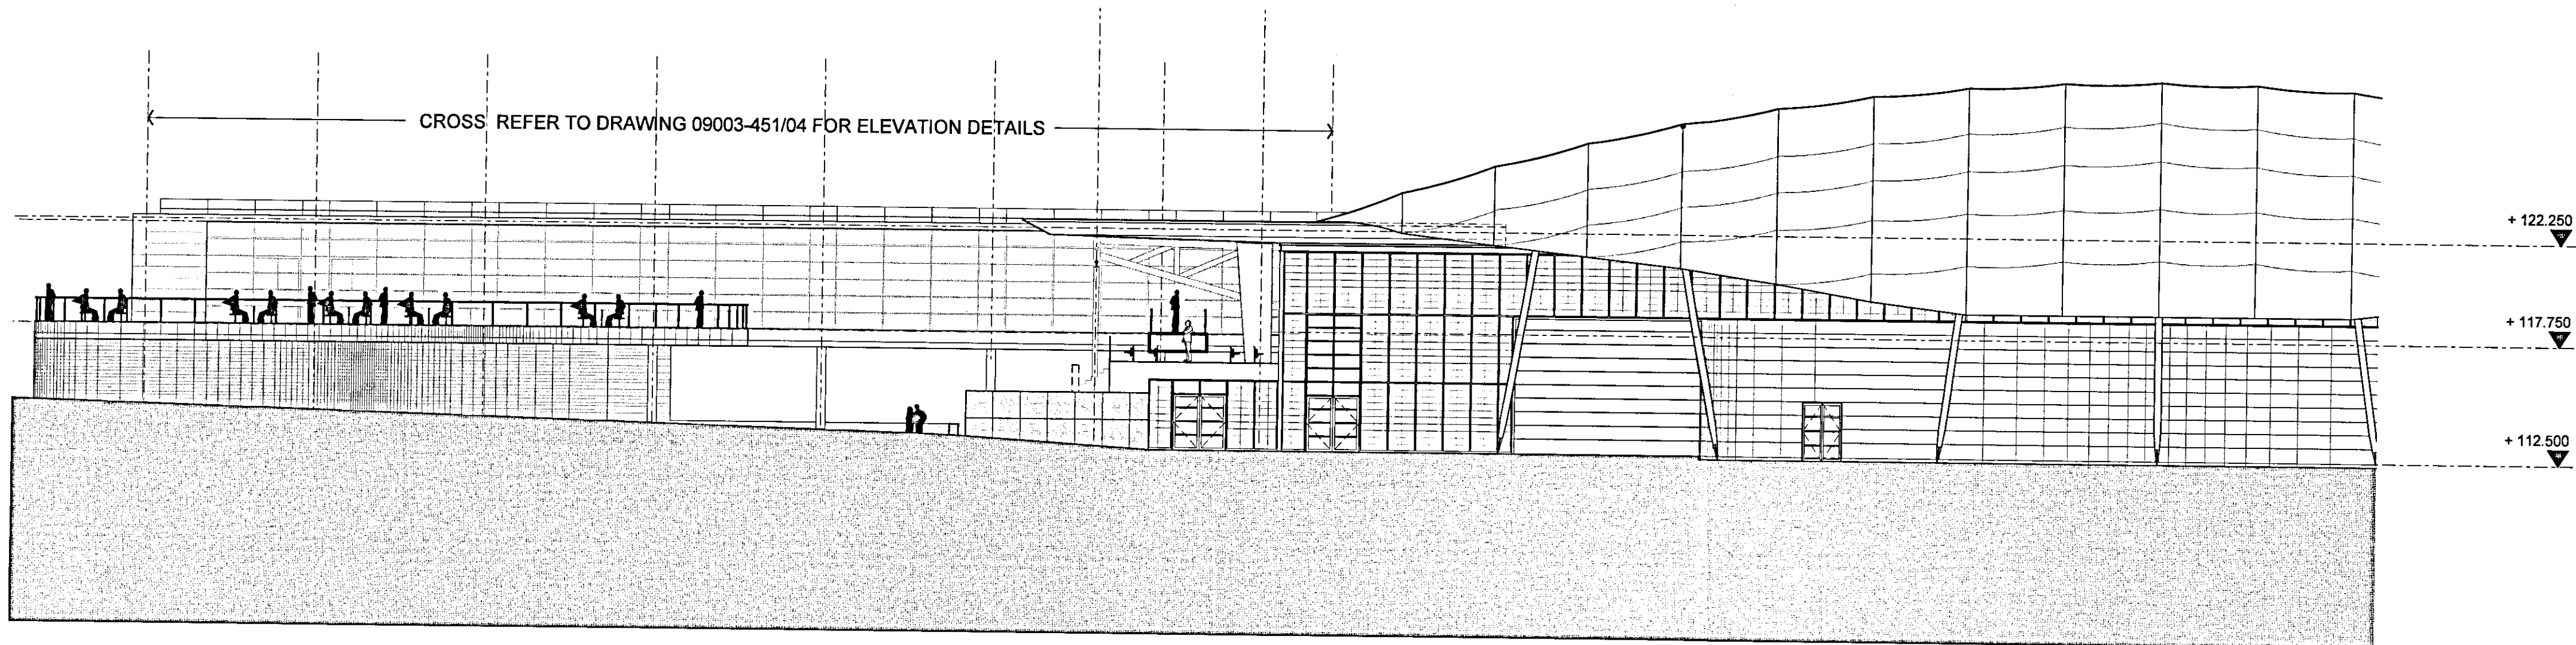 CROSS REFER TO DRAWING 09003-451/04 FOR ELEVATION DETAILS
+ 122.250
+ 117.750
+ 112.500